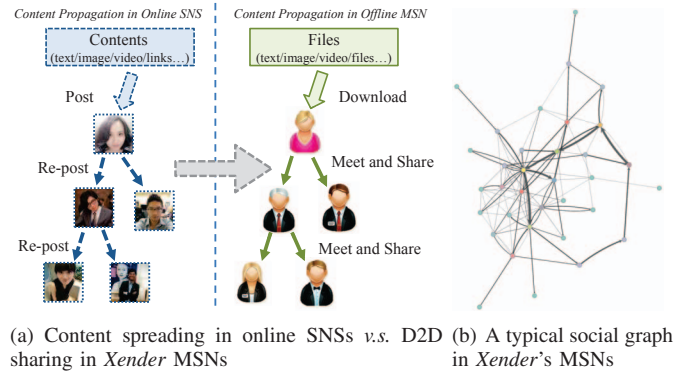 Content Propagation in Online SNS
Content Propagation in Offline MSN
Contents
(text/image/video/links…)
Files
(text/image/video/files…)
Post
Download
Re-post
Meet and Share
Re-post
Meet and Share
(a) Content spreading in online SNSs v.s. D2D
sharing in Xender MSNs
(b) A typical social graph
in Xender's MSNs